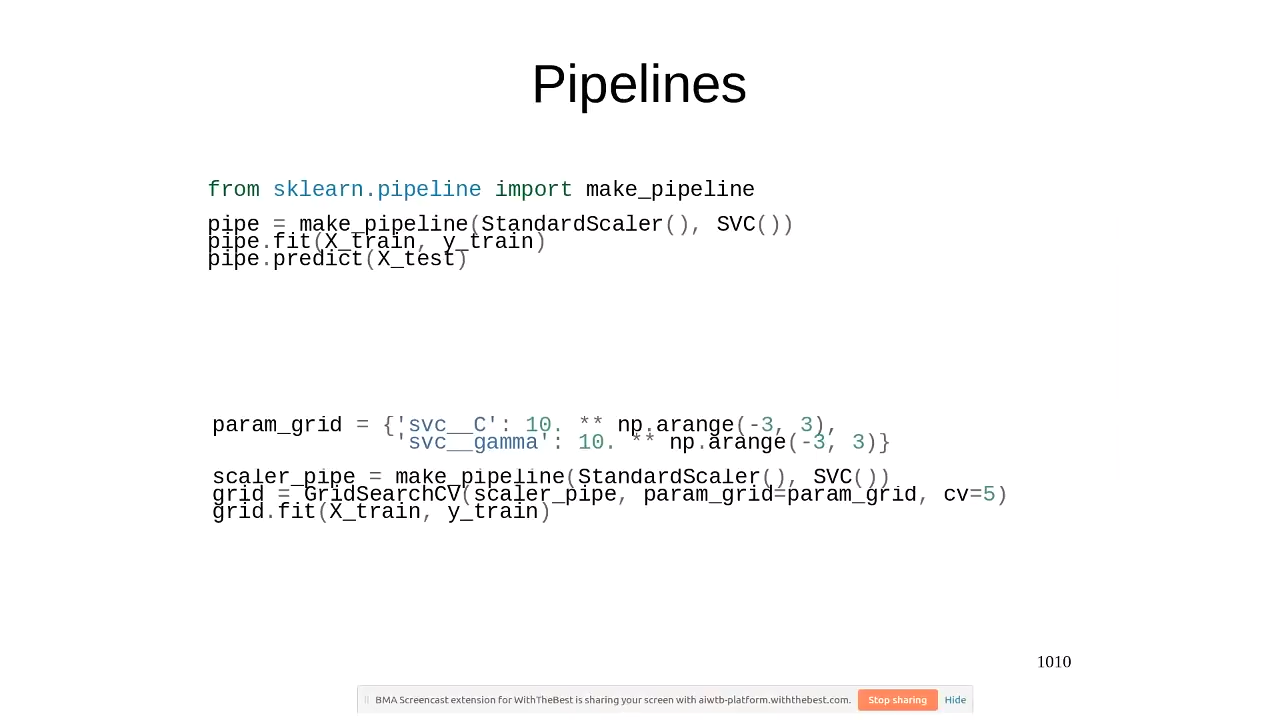 Pipelines
from sklearn.pipeline import make_pipeline
pipe = make_pipeline(StandardScaler(), SVC())
pipe.fit(X_train, y_train)
pipe.predict(X_test)
param_grid = {'svc__C': 10. ** np.arange(-3, 3),
'svc__gamma': 10. ** np.arange(-3, 3)}
scaler_pipe = make_pipeline(StandardScaler(), SVC())
grid = GridSearchCV(scaler_pipe, param_grid=param_grid, cv=5)
grid.fit(X_train, y_train)
1010
BMA Screencast extension for WithTheBest is sharing your screen with aiwtb-platform.withthebest.com. Stop sharing Hide